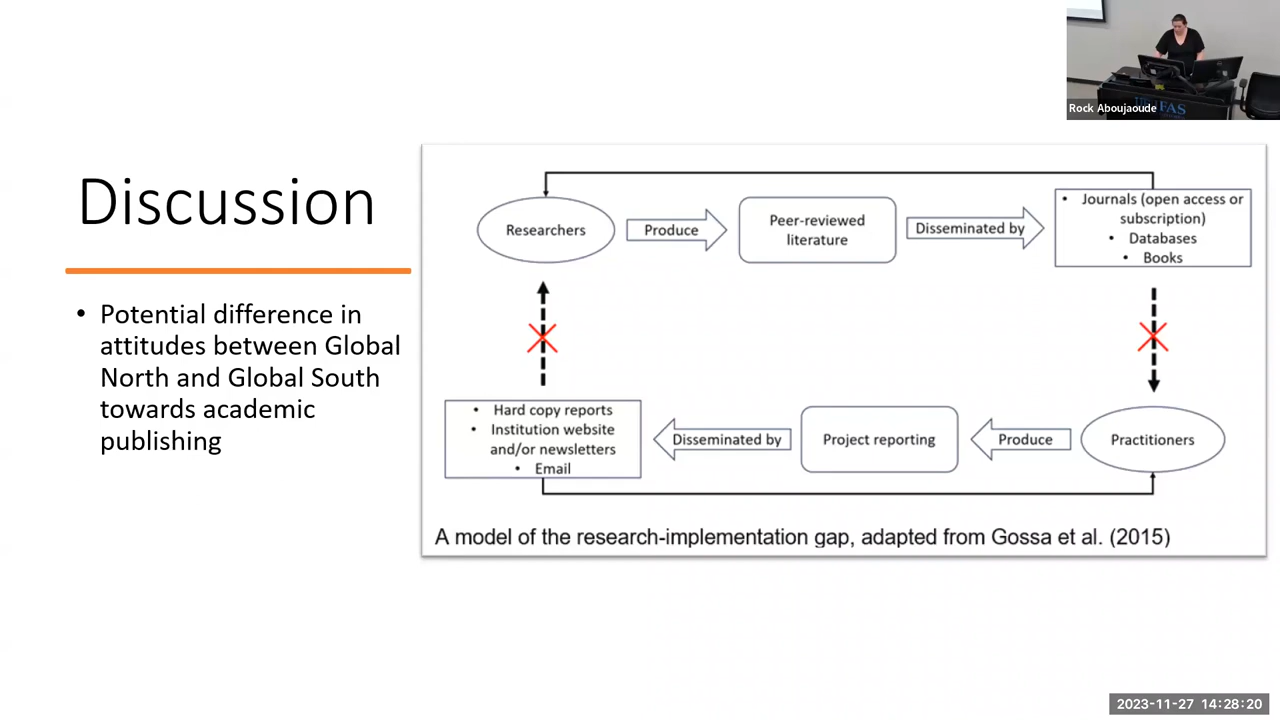 Rock Aboujaoude
Discussion
• Potential difference in
attitudes between Global
North and Global South
towards academic
publishing
Researchers
Produce
Peer-reviewed
literature
Disseminated by
• Journals (open access or
subscription)
• Databases
• Books
• Hard copy reports
• Institution website
and/or newsletters
• Email
Disseminated by
Project reporting
Produce
Practitioners
A model of the research-implementation gap, adapted from Gossa et al. (2015)
2023-11-27 14:28:20